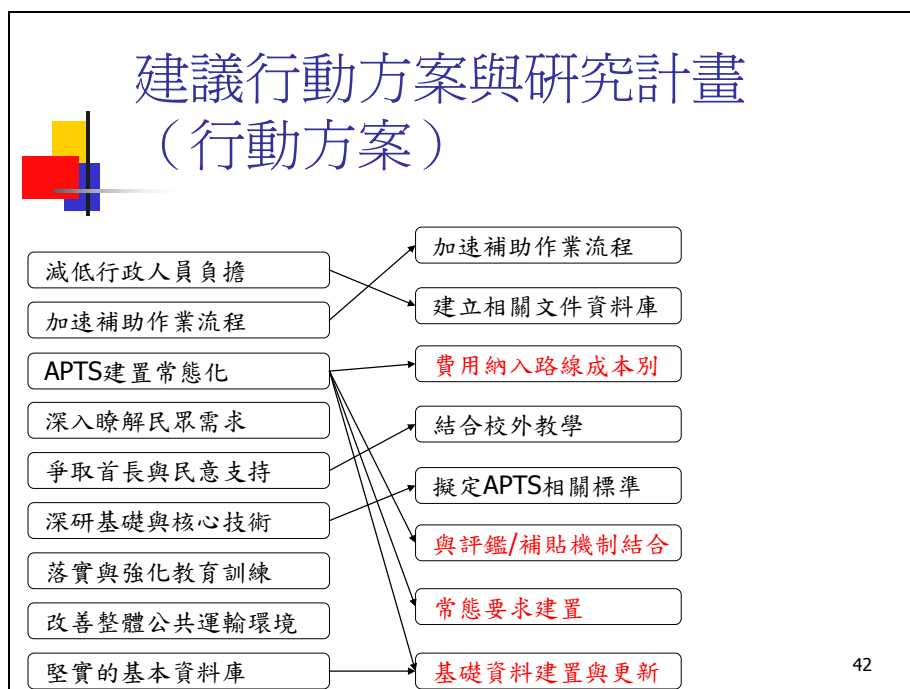 建議行動方案與研究計畫
（行動方案）
減低行政人員負擔
加速補助作業流程
APTS建置常態化
深入瞭解民眾需求
爭取首長與民意支持
深研基礎與核心技術
落實與強化教育訓練
改善整體公共運輸環境
堅實的基本資料庫
加速補助作業流程
建立相關文件資料庫
費用納入路線成本別
結合校外教學
擬定APTS相關標準
與評鑑/補貼機制結合
常態要求建置
基礎資料建置與更新
42